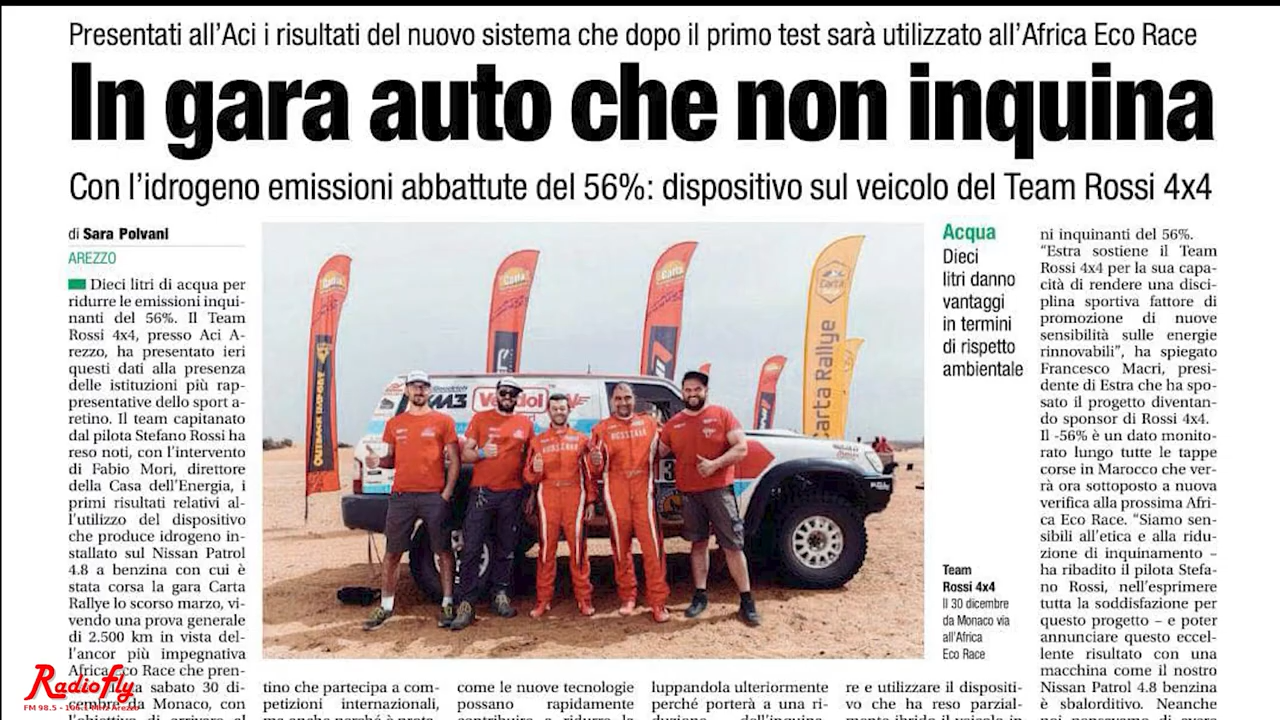 Presentati all'Aci i risultati del nuovo sistema che dopo il primo test sarà utilizzato all'Africa Eco Race
In gara auto che non inquina
Con l'idrogeno emissioni abbattute del 56%: dispositivo sul veicolo del Team Rossi 4x4
di Sara Polvani
AREZZO
Dieci litri di acqua per
ridurre le emissioni inqui-
nanti del 56%. Il Team
Rossi 4x4, presso Aci A-
rezzo, ha presentato ieri
questi dati alla presenza
delle istituzioni più rap-
presentative dello sport a-
retino. Il team capitanato
dal pilota Stefano Rossi ha
reso noti, con l'intervento
di Fabio Mori, direttore
della Casa dell'Energia, i
primi risultati relativi al-
l'utilizzo del dispositivo
che produce idrogeno in-
stallato sul Nissan Patrol
4.8 a benzina con cui è
stata corsa la gara Carta
Rallye lo scorso marzo, vi-
vendo una prova generale
di 2.500 km in vista del-
l'ancor più impegnativa
Africa Eco Race che pren-
sabato 30 di-
da Monaco, con
Carta Rallye
OUTBACK IMPORT
KM3
Acqua
Dieci
litri danno
vantaggi
in termini
di rispetto
ambientale
Team
Rossi 4x4
Il 30 dicembre
da Monaco via
all'Africa
Eco Race
tino che partecipa a com-
petizioni internazionali,
come le nuove tecnologie
possano rapidamente
luppandola ulteriormente
perché porterà a una ri-
re e utilizzare il dispositi-
vo che ha reso parzial-
ni inquinanti del 56%.
"Estra sostiene il Team
Rossi 4x4 per la sua capa-
cità di rendere una disci-
plina sportiva fattore di
promozione di nuove
sensibilità sulle energie
rinnovabili", ha spiegato
Francesco Macrì, presi-
dente di Estra che ha spo-
sato il progetto diventan-
do sponsor di Rossi 4x4.
Il -56% è un dato monito-
rato lungo tutte le tappe
corse in Marocco che ver-
rà ora sottoposto a nuova
verifica alla prossima Afri-
ca Eco Race. "Siamo sen-
sibili all'etica e alla ridu-
zione di inquinamento –
ha ribadito il pilota Stefa-
no Rossi, nell'esprimere
tutta la soddisfazione per
questo progetto – e poter
annunciare questo eccel-
lente risultato con una
macchina come il nostro
Nissan Patrol 4.8 benzina
è sbalorditivo. Neanche
RadioFly
FM 98.5 - 106.1 MHz Arezzo